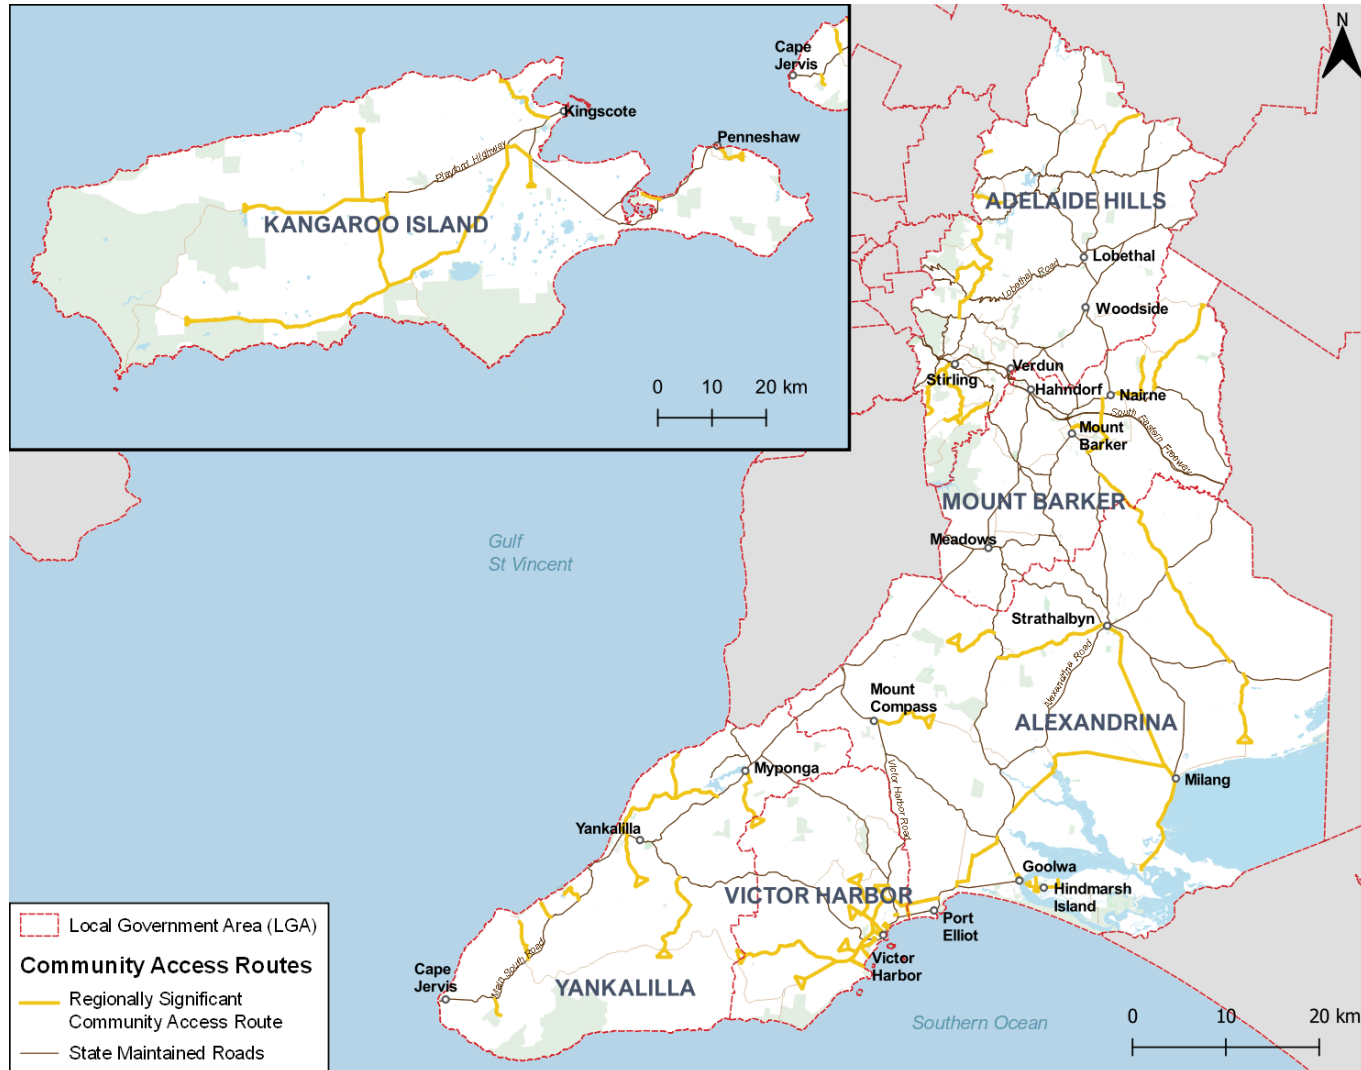 N
Cape
Jervis
Kingscote
Penneshaw
Playford Highway
KANGAROO ISLAND
0 10 20 km
ADELAIDE HILLS
Lobethal
Lobethal Road
Woodside
Verdun
Stirling
Hahndorf
Nairne
South Eastern Freeway
Mount
Barker
MOUNT BARKER
Gulf
St Vincent
Meadows
Strathalbyn
Alexandrina Road
Mount
Compass
ALEXANDRINA
Myponga
Victor Harbor Road
Milang
Yankalilla
Goolwa
VICTOR HARBOR
Hindmarsh
Island
Port
Elliot
Victor
Harbor
Main South Road
Cape
Jervis
YANKALILLA
Southern Ocean
0 10 20 km
Local Government Area (LGA)
Community Access Routes
Regionally Significant
Community Access Route
State Maintained Roads